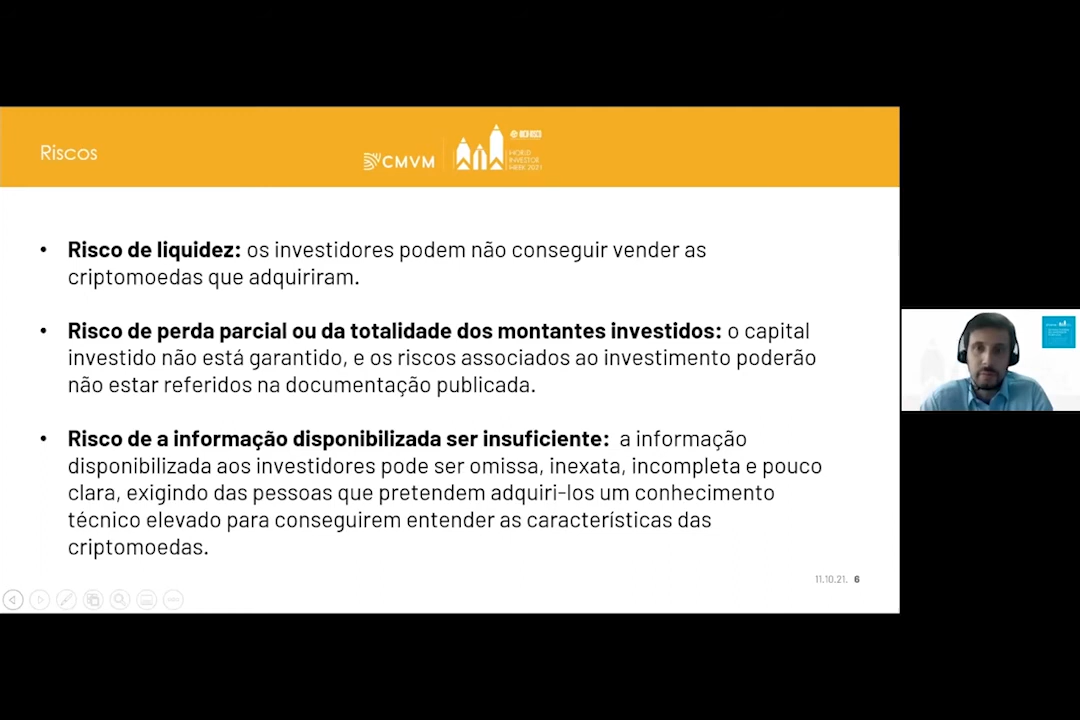 Riscos
CMVM
WORLD
INVESTOR
WEEK 2021
• Risco de liquidez: os investidores podem não conseguir vender as
criptomoedas que adquiriram.
• Risco de perda parcial ou da totalidade dos montantes investidos: o capital
investido não está garantido, e os riscos associados ao investimento poderão
não estar referidos na documentação publicada.
• Risco de a informação disponibilizada ser insuficiente: a informação
disponibilizada aos investidores pode ser omissa, inexata, incompleta e pouco
clara, exigindo das pessoas que pretendem adquiri-los um conhecimento
técnico elevado para conseguirem entender as características das
criptomoedas.
11.10.21. 6